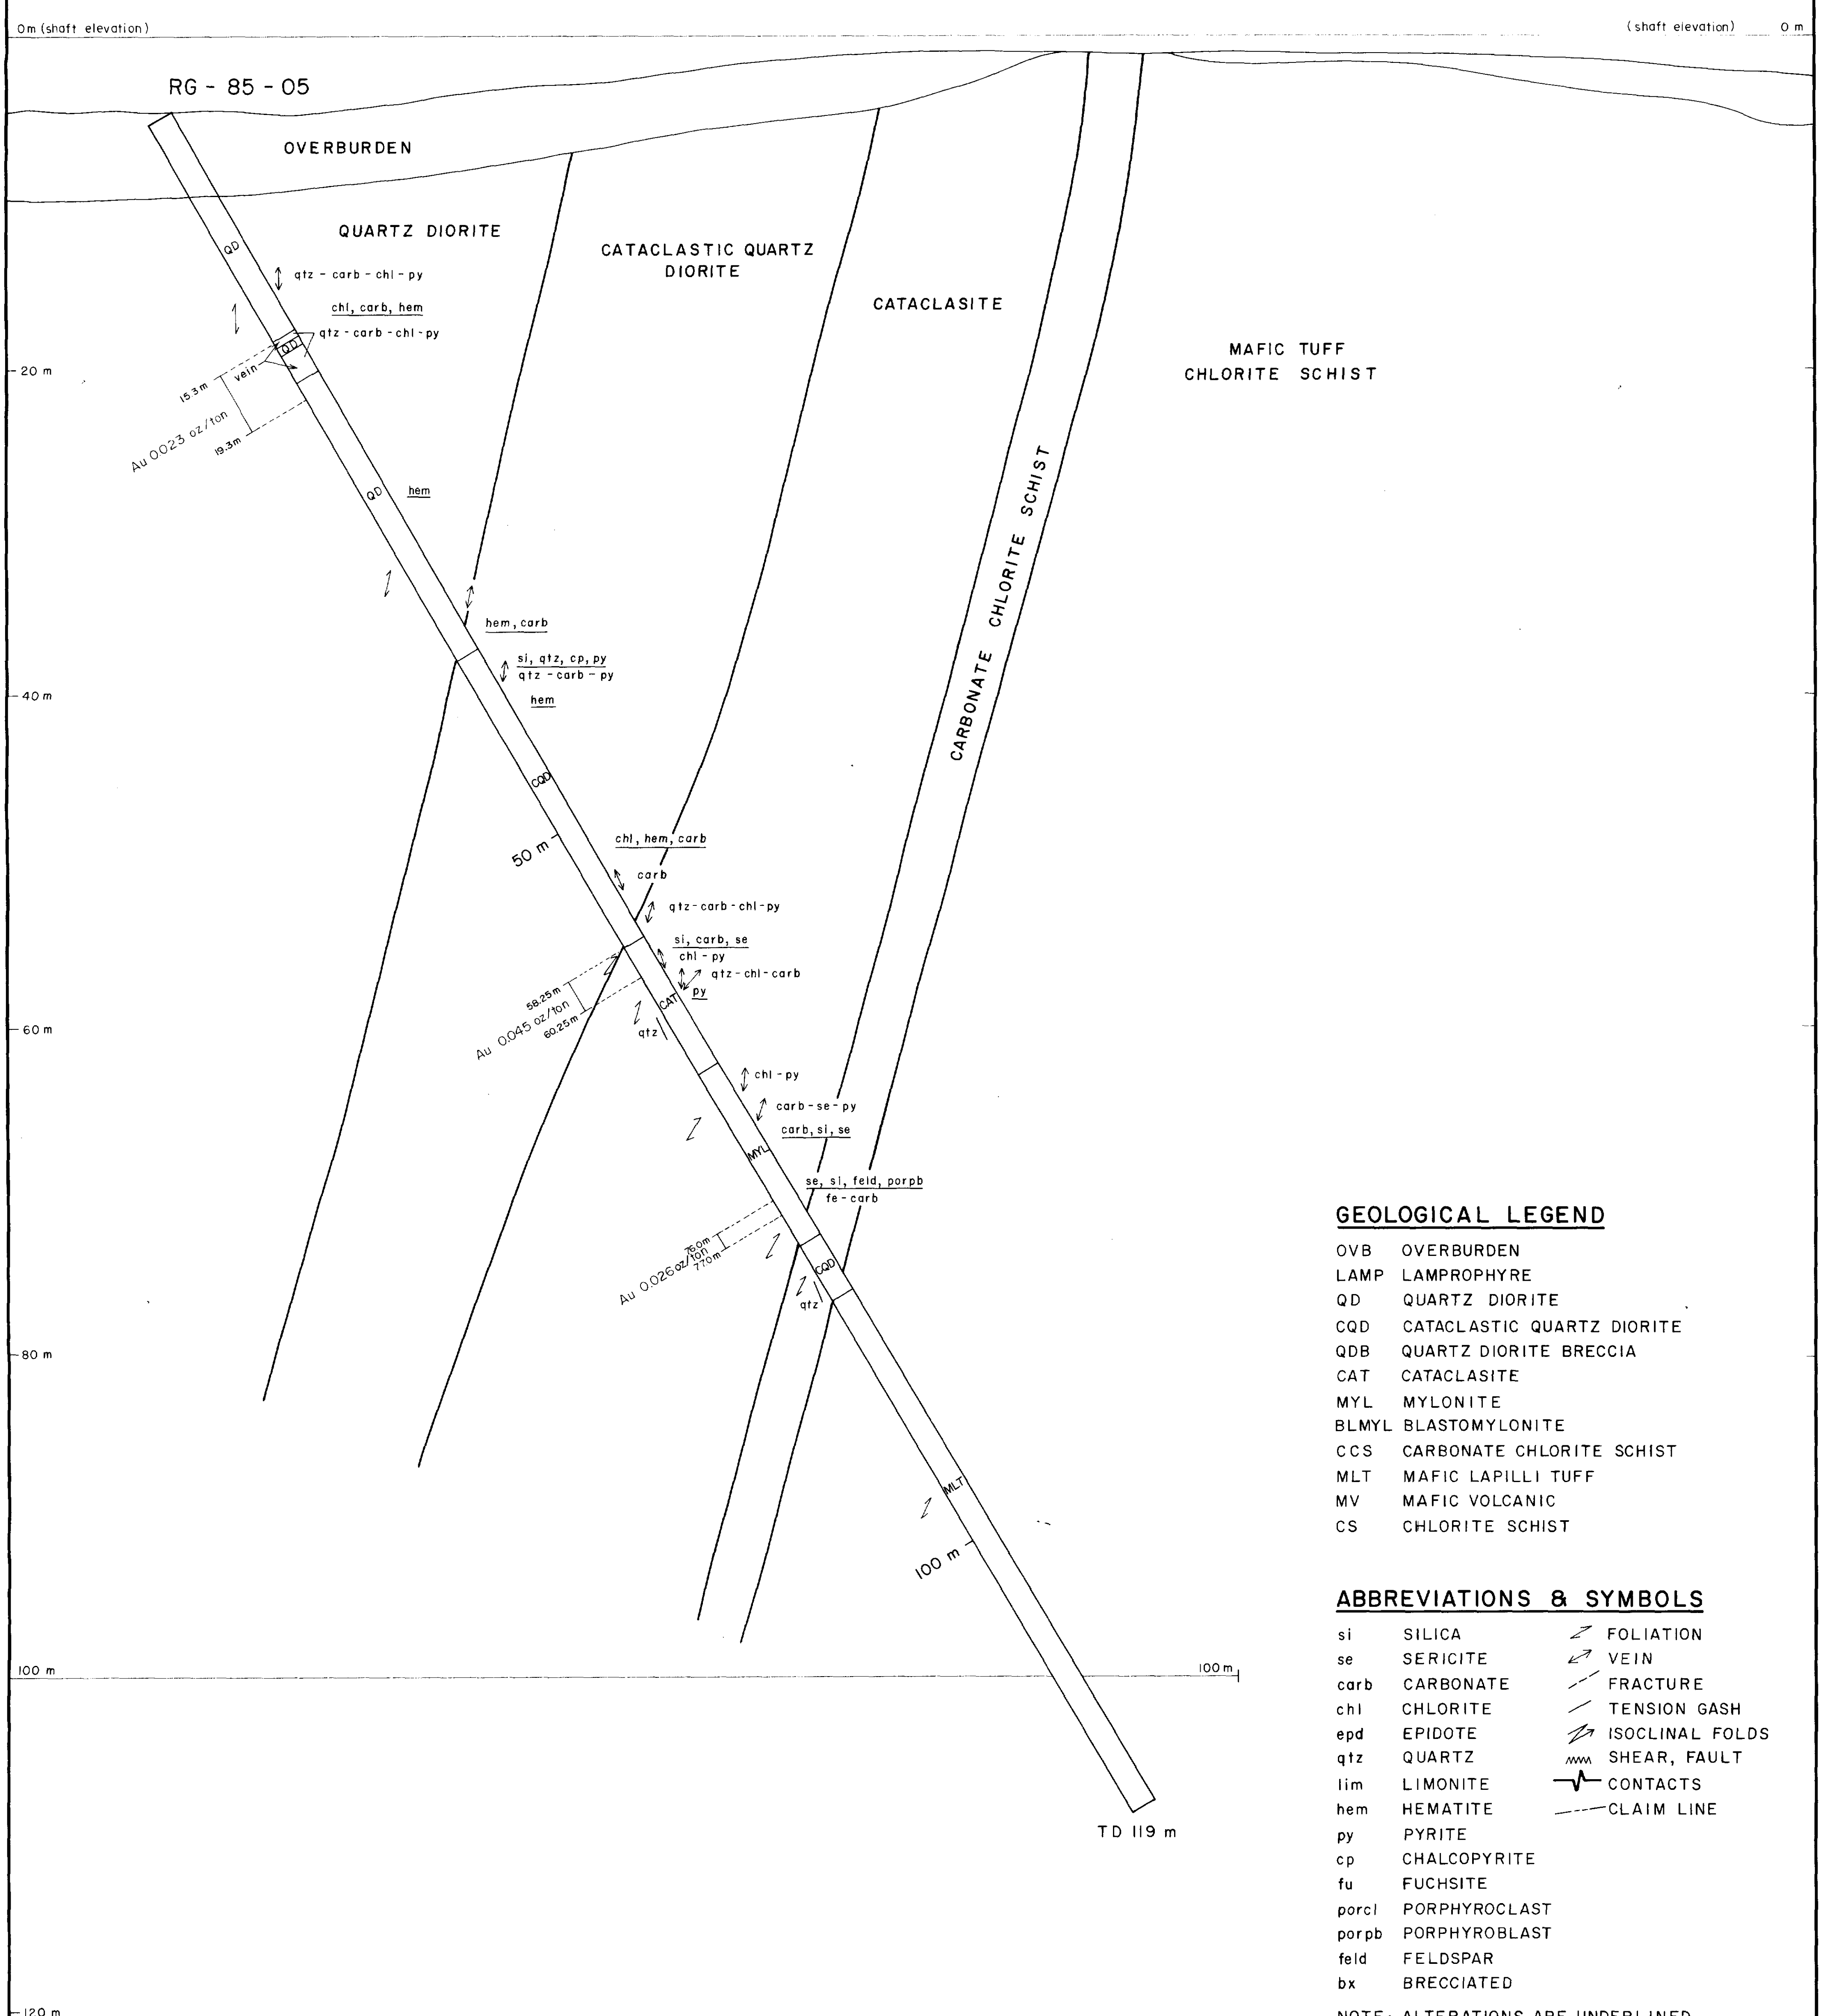 0m (shaft elevation)
(shaft elevation) 0 m
RG - 85 - 05
OVERBURDEN
QUARTZ DIORITE
CATACLASTIC QUARTZ
DIORITE
CATACLASITE
MAFIC TUFF
CHLORITE SCHIST
CARBONATE CHLORITE SCHIST
QD
qtz - carb - chl - py
chl, carb, hem
qtz - carb - chl - py
QD
vein
20 m
15.3 m
Au 0.023 oz/ton
19.3m
QD
hem
hem, carb
si, qtz, cp, py
qtz - carb - py
hem
40 m
CQD
50 m
chl, hem, carb
carb
qtz-carb-chl-py
si, carb, se
chl - py
qtz-chl-carb
py
CAT
58.25m
Au 0.045 oz/ton
60.25m
qtz
60 m
chl - py
carb-se-py
carb, si, se
MYL
se, si, feld, porpb
fe-carb
76.0m
Au 0.026 oz/ton
77.0m
CQD
qtz
80 m
MLT
100 m
100 m
100 m
TD 119 m
120 m
GEOLOGICAL LEGEND
OVB OVERBURDEN
LAMP LAMPROPHYRE
QD QUARTZ DIORITE
CQD CATACLASTIC QUARTZ DIORITE
QDB QUARTZ DIORITE BRECCIA
CAT CATACLASITE
MYL MYLONITE
BLMYL BLASTOMYLONITE
CCS CARBONATE CHLORITE SCHIST
MLT MAFIC LAPILLI TUFF
MV MAFIC VOLCANIC
CS CHLORITE SCHIST
ABBREVIATIONS & SYMBOLS
si SILICA
se SERICITE
carb CARBONATE
chl CHLORITE
epd EPIDOTE
qtz QUARTZ
lim LIMONITE
hem HEMATITE
py PYRITE
cp CHALCOPYRITE
fu FUCHSITE
porcl PORPHYROCLAST
porpb PORPHYROBLAST
feld FELDSPAR
bx BRECCIATED
FOLIATION
VEIN
FRACTURE
TENSION GASH
ISOCLINAL FOLDS
SHEAR, FAULT
CONTACTS
CLAIM LINE
NOTE: ALTERATIONS ARE UNDERLINED